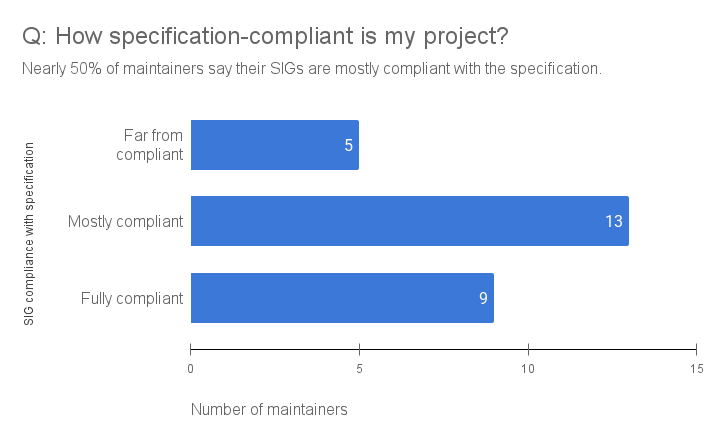 Q: How specification-compliant is my project?
Nearly 50% of maintainers say their SIGs are mostly compliant with the specification.
SIG compliance with specification
Far from
compliant
5
Mostly compliant
13
Fully compliant
9
0
5
10
15
Number of maintainers